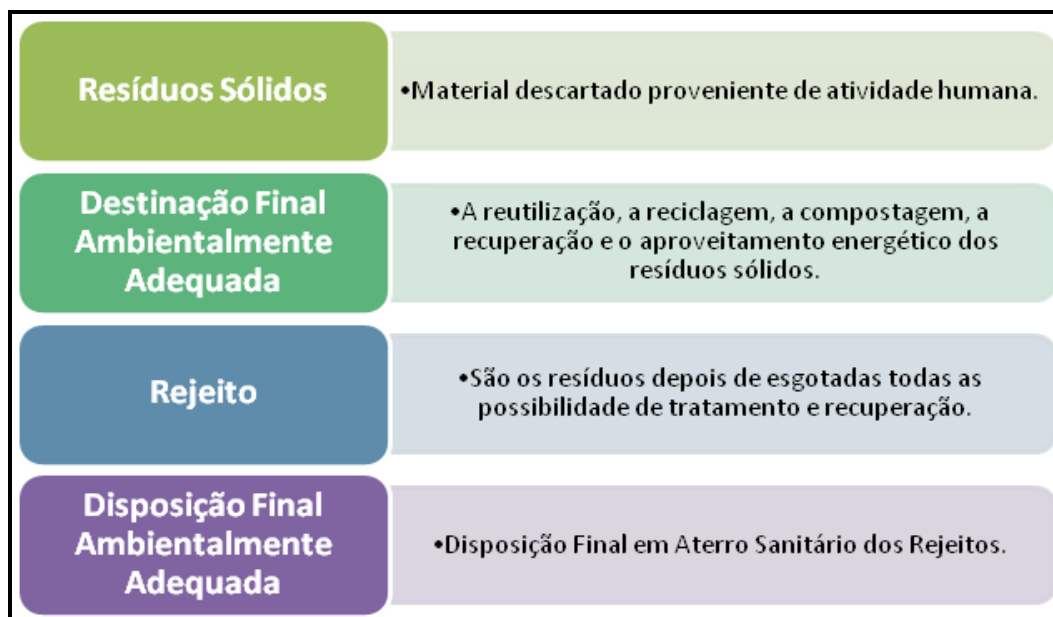 Resíduos Sólidos
•Material descartado proveniente de atividade humana.
Destinação Final
Ambientalmente
Adequada
•A reutilização, a reciclagem, a compostagem, a
recuperação e o aproveitamento energético dos
resíduos sólidos.
Rejeito
•São os resíduos depois de esgotadas todas as
possibilidade de tratamento e recuperação.
Disposição Final
Ambientalmente
Adequada
•Disposição Final em Aterro Sanitário dos Rejeitos.